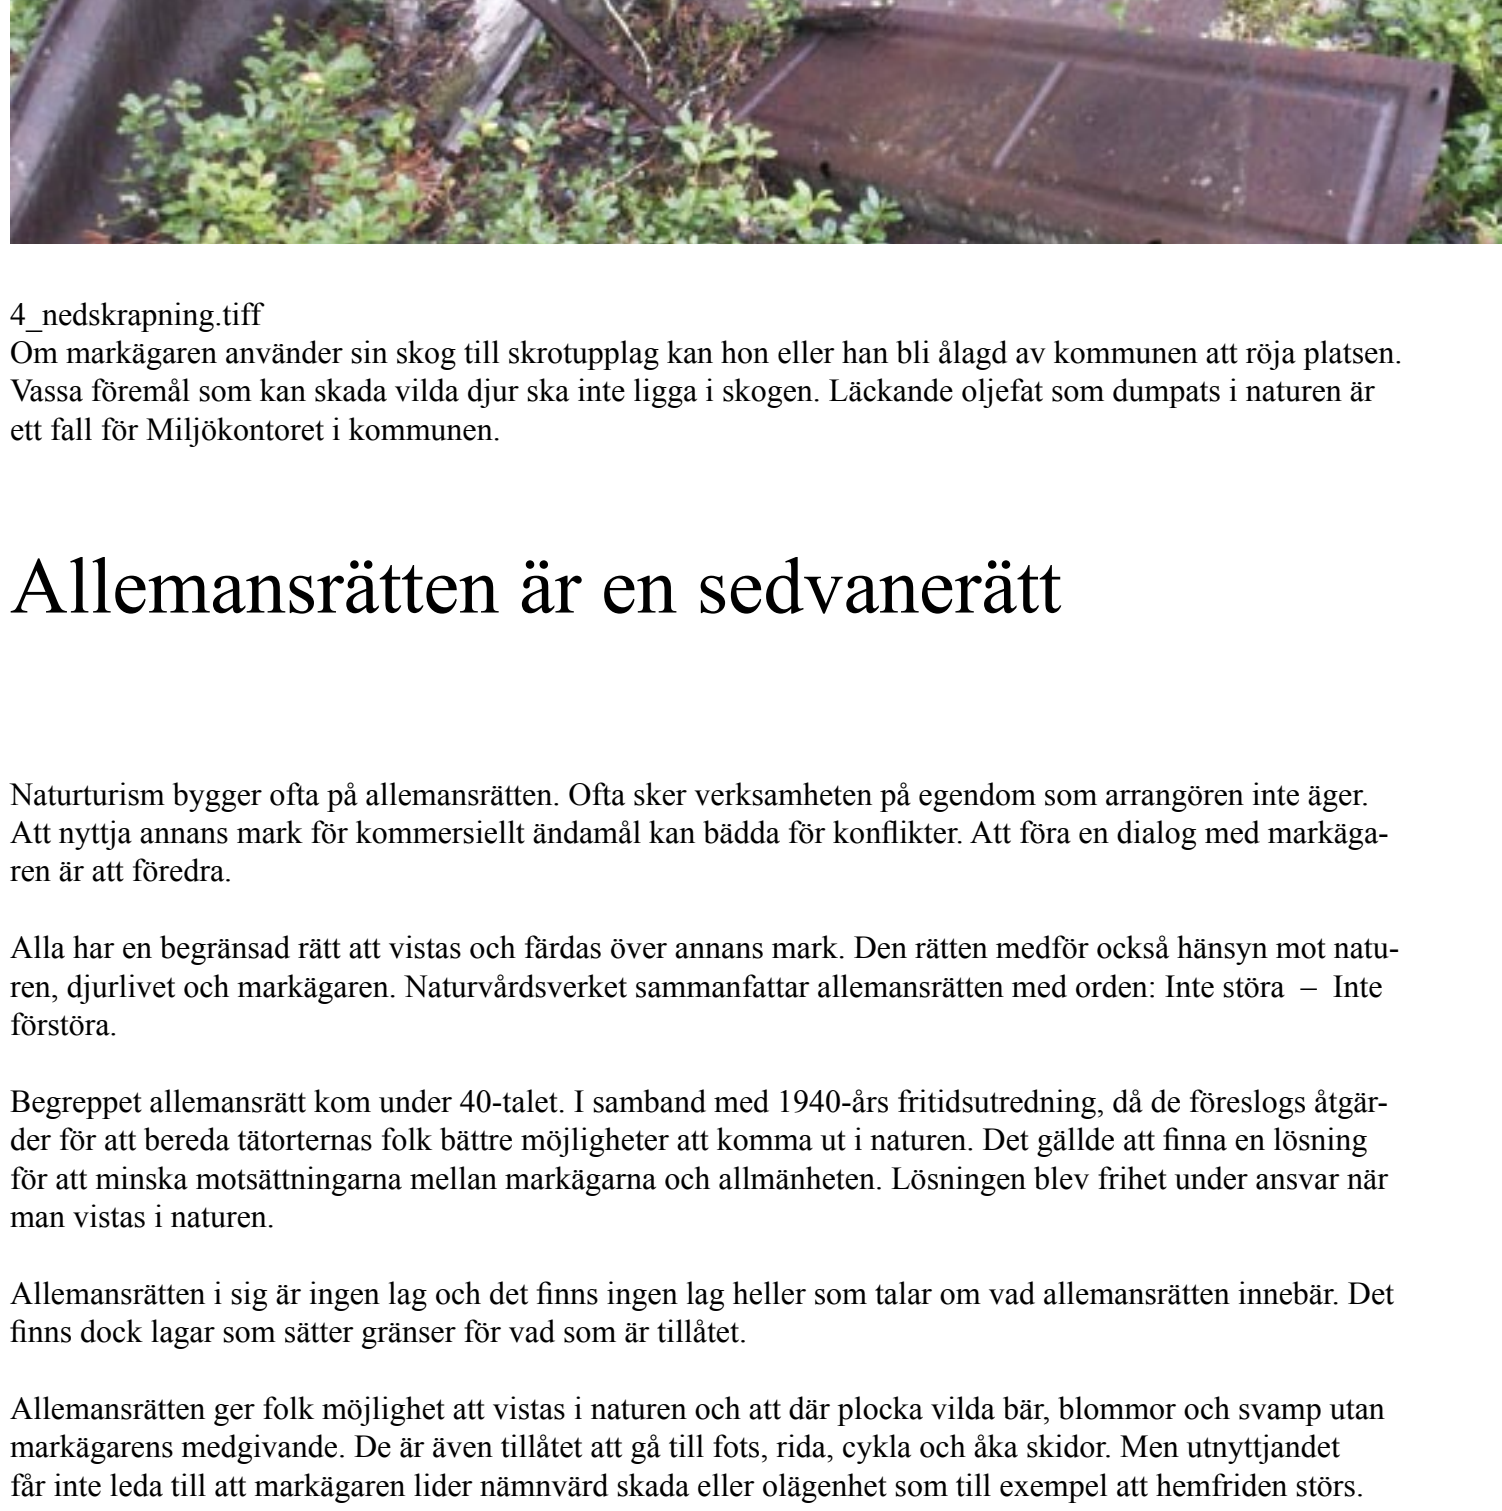 4_nedskrapning.tiff
Om markägaren använder sin skog till skrotupplag kan hon eller han bli ålagd av kommunen att röja platsen.
Vassa föremål som kan skada vilda djur ska inte ligga i skogen. Läckande oljefat som dumpats i naturen är
ett fall för Miljökontoret i kommunen.
Allemansrätten är en sedvanerätt
Naturturism bygger ofta på allemansrätten. Ofta sker verksamheten på egendom som arrangören inte äger.
Att nyttja annans mark för kommersiellt ändamål kan bädda för konflikter. Att föra en dialog med markäga-
ren är att föredra.
Alla har en begränsad rätt att vistas och färdas över annans mark. Den rätten medför också hänsyn mot natu-
ren, djurlivet och markägaren. Naturvårdsverket sammanfattar allemansrätten med orden: Inte störa – Inte
förstöra.
Begreppet allemansrätt kom under 40-talet. I samband med 1940-års fritidsutredning, då de föreslogs åtgär-
der för att bereda tätorternas folk bättre möjligheter att komma ut i naturen. Det gällde att finna en lösning
för att minska motsättningarna mellan markägarna och allmänheten. Lösningen blev frihet under ansvar när
man vistas i naturen.
Allemansrätten i sig är ingen lag och det finns ingen lag heller som talar om vad allemansrätten innebär. Det
finns dock lagar som sätter gränser för vad som är tillåtet.
Allemansrätten ger folk möjlighet att vistas i naturen och att där plocka vilda bär, blommor och svamp utan
markägarens medgivande. De är även tillåtet att gå till fots, rida, cykla och åka skidor. Men utnyttjandet
får inte leda till att markägaren lider nämnvärd skada eller olägenhet som till exempel att hemfriden störs.